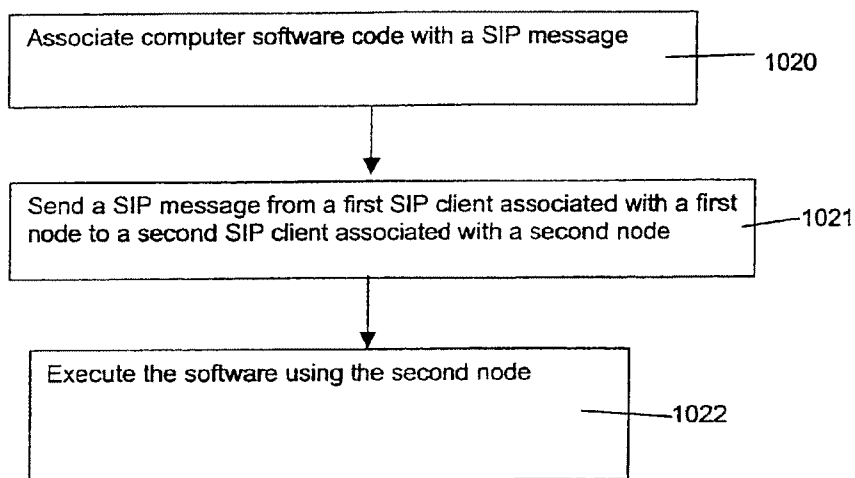 Associate computer software code with a SIP message
1020
Send a SIP message from a first SIP client associated with a first
node to a second SIP client associated with a second node
1021
Execute the software using the second node
1022